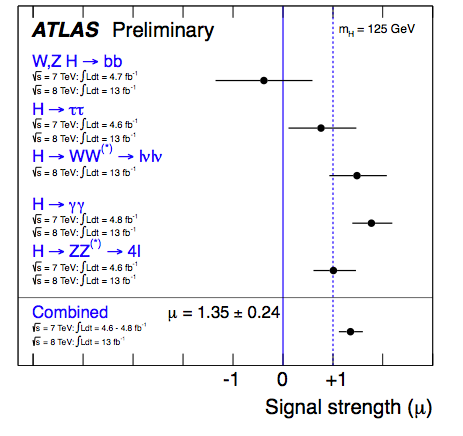 ATLAS Preliminary
m_H = 125 GeV
W,Z H → bb
√s = 7 TeV: ∫Ldt = 4.7 fb⁻¹
√s = 8 TeV: ∫Ldt = 13 fb⁻¹
H → ττ
√s = 7 TeV: ∫Ldt = 4.6 fb⁻¹
√s = 8 TeV: ∫Ldt = 13 fb⁻¹
H → WW⁽*⁾ → lνlν
√s = 8 TeV: ∫Ldt = 13 fb⁻¹
H → γγ
√s = 7 TeV: ∫Ldt = 4.8 fb⁻¹
√s = 8 TeV: ∫Ldt = 13 fb⁻¹
H → ZZ⁽*⁾ → 4l
√s = 7 TeV: ∫Ldt = 4.6 fb⁻¹
√s = 8 TeV: ∫Ldt = 13 fb⁻¹
Combined
μ = 1.35 ± 0.24
√s = 7 TeV: ∫Ldt = 4.6 - 4.8 fb⁻¹
√s = 8 TeV: ∫Ldt = 13 fb⁻¹
-1 0 +1
Signal strength (μ)